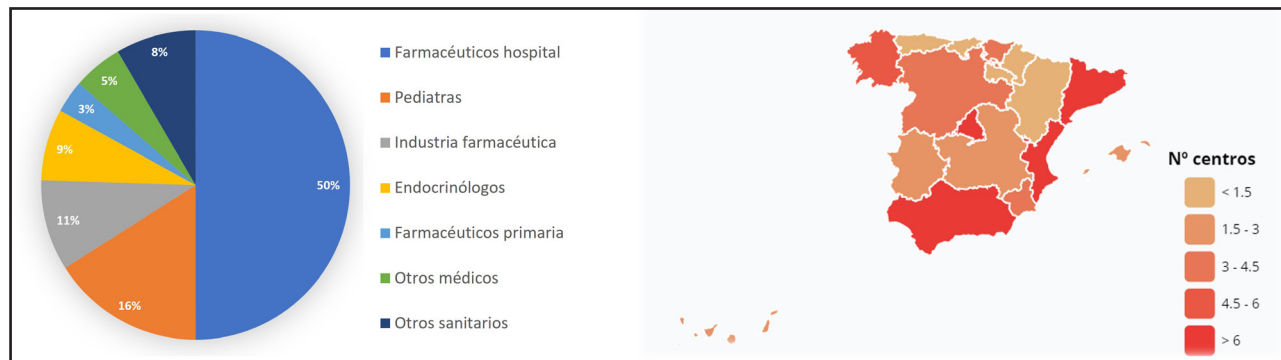 8%
5%
3%
9%
11%
16%
50%
Farmacéuticos hospital
Pediatras
Industria farmacéutica
Endocrinólogos
Farmacéuticos primaria
Otros médicos
Otros sanitarios
Nº centros
< 1.5
1.5 - 3
3 - 4.5
4.5 - 6
> 6